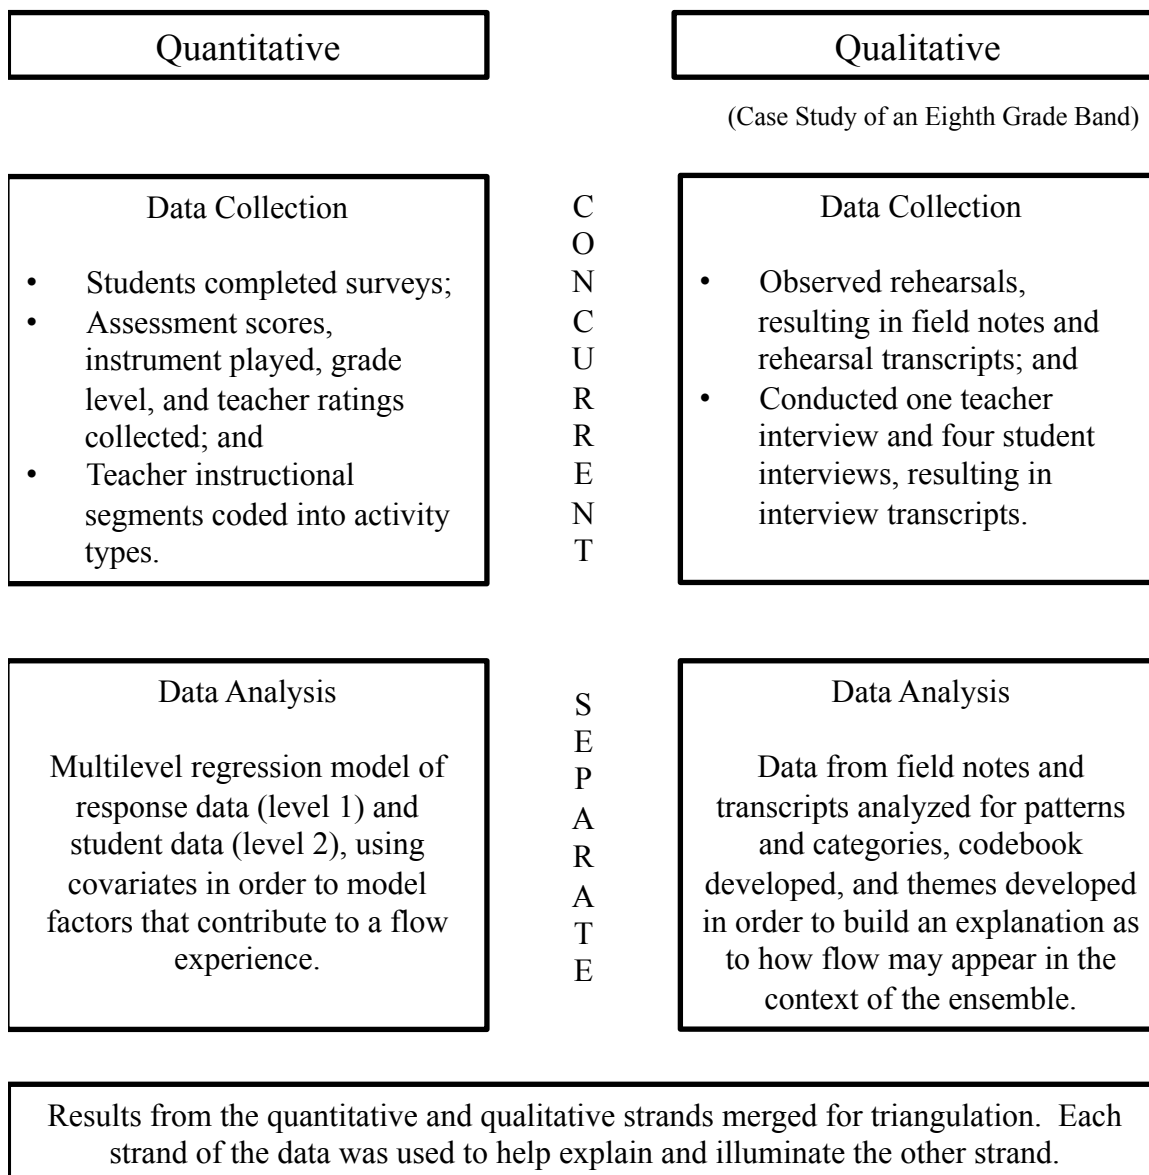 Quantitative
Qualitative
(Case Study of an Eighth Grade Band)
Data Collection
• Students completed surveys;
• Assessment scores,
instrument played, grade
level, and teacher ratings
collected; and
• Teacher instructional
segments coded into activity
types.
C
O
N
C
U
R
R
E
N
T
Data Collection
• Observed rehearsals,
resulting in field notes and
rehearsal transcripts; and
• Conducted one teacher
interview and four student
interviews, resulting in
interview transcripts.
Data Analysis
Multilevel regression model of
response data (level 1) and
student data (level 2), using
covariates in order to model
factors that contribute to a flow
experience.
S
E
P
A
R
A
T
E
Data Analysis
Data from field notes and
transcripts analyzed for patterns
and categories, codebook
developed, and themes developed
in order to build an explanation as
to how flow may appear in the
context of the ensemble.
Results from the quantitative and qualitative strands merged for triangulation.  Each
strand of the data was used to help explain and illuminate the other strand.